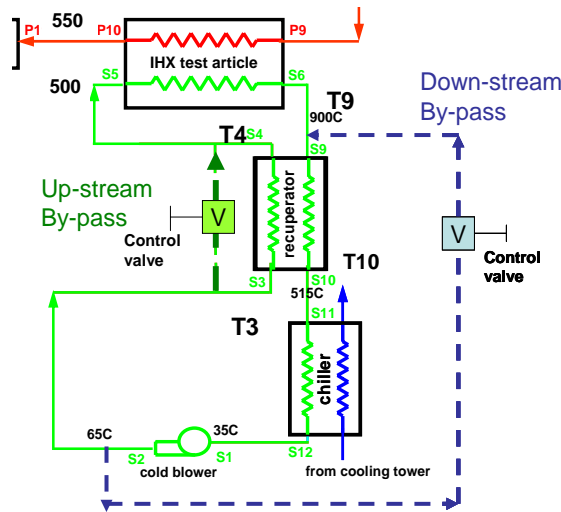 550
P1
P10
P9
IHX test article
500
S5
S6
T9
900C
Down-stream
By-pass
T4
S4
S9
Up-stream
By-pass
recuperator
V
V
Control
valve
Control
valve
T10
S3
S10
515C
S11
T3
chiller
65C
35C
S2
S1
S12
cold blower
from cooling tower